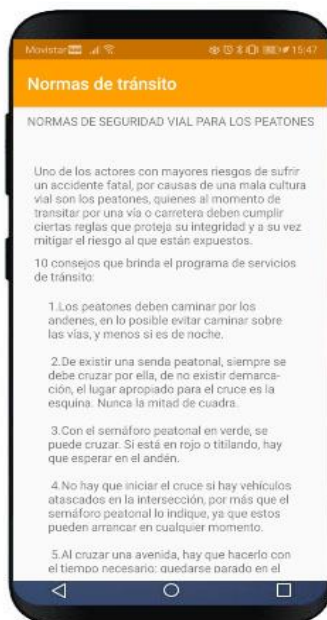 Movistar 15:47
Normas de tránsito
NORMAS DE SEGURIDAD VIAL PARA LOS PEATONES
Uno de los actores con mayores riesgos de sufrir
un accidente fatal, por causas de una mala cultura
vial son los peatones, quienes al momento de
transitar por una vía o carretera deben cumplir
ciertas reglas que proteja su integridad y a su vez
mitigar el riesgo al que están expuestos.
10 consejos que brinda el programa de servicios
de tránsito:
1.Los peatones deben caminar por los
andenes, en lo posible evitar caminar sobre
las vías, y menos si es de noche.
2.De existir una senda peatonal, siempre se
debe cruzar por ella, de no existir demarca-
ción, el lugar apropiado para el cruce es la
esquina. Nunca la mitad de cuadra.
3.Con el semáforo peatonal en verde, se
puede cruzar. Si está en rojo o titilando, hay
que esperar en el andén.
4.No hay que iniciar el cruce si hay vehículos
atascados en la intersección, por más que el
semáforo peatonal lo indique, ya que estos
pueden arrancar en cualquier momento.
5.Al cruzar una avenida, hay que hacerlo con
el tiempo necesario; quedarse parado en el